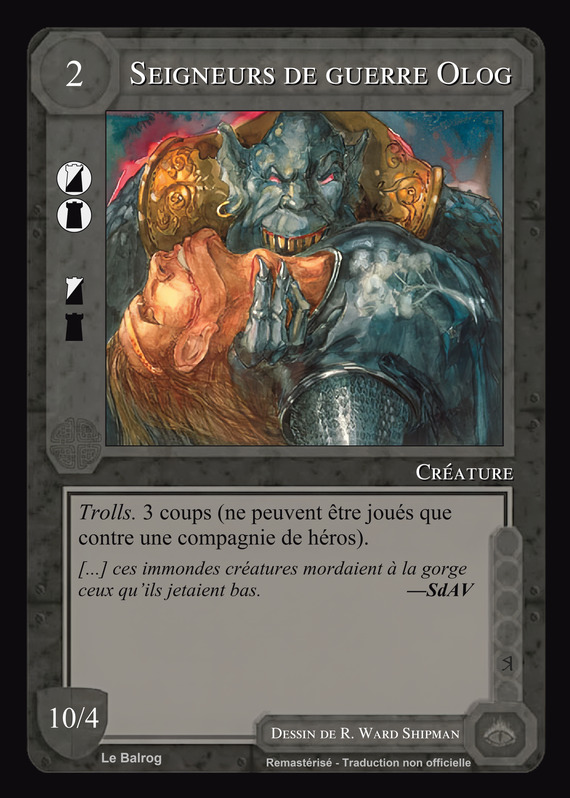 2
Seigneurs de guerre Olog
Créature
Trolls. 3 coups (ne peuvent être joués que
contre une compagnie de héros).
[...] ces immondes créatures mordaient à la gorge
ceux qu'ils jetaient bas. —SdAV
10/4
Dessin de R. Ward Shipman
Le Balrog
Remastérisé - Traduction non officielle